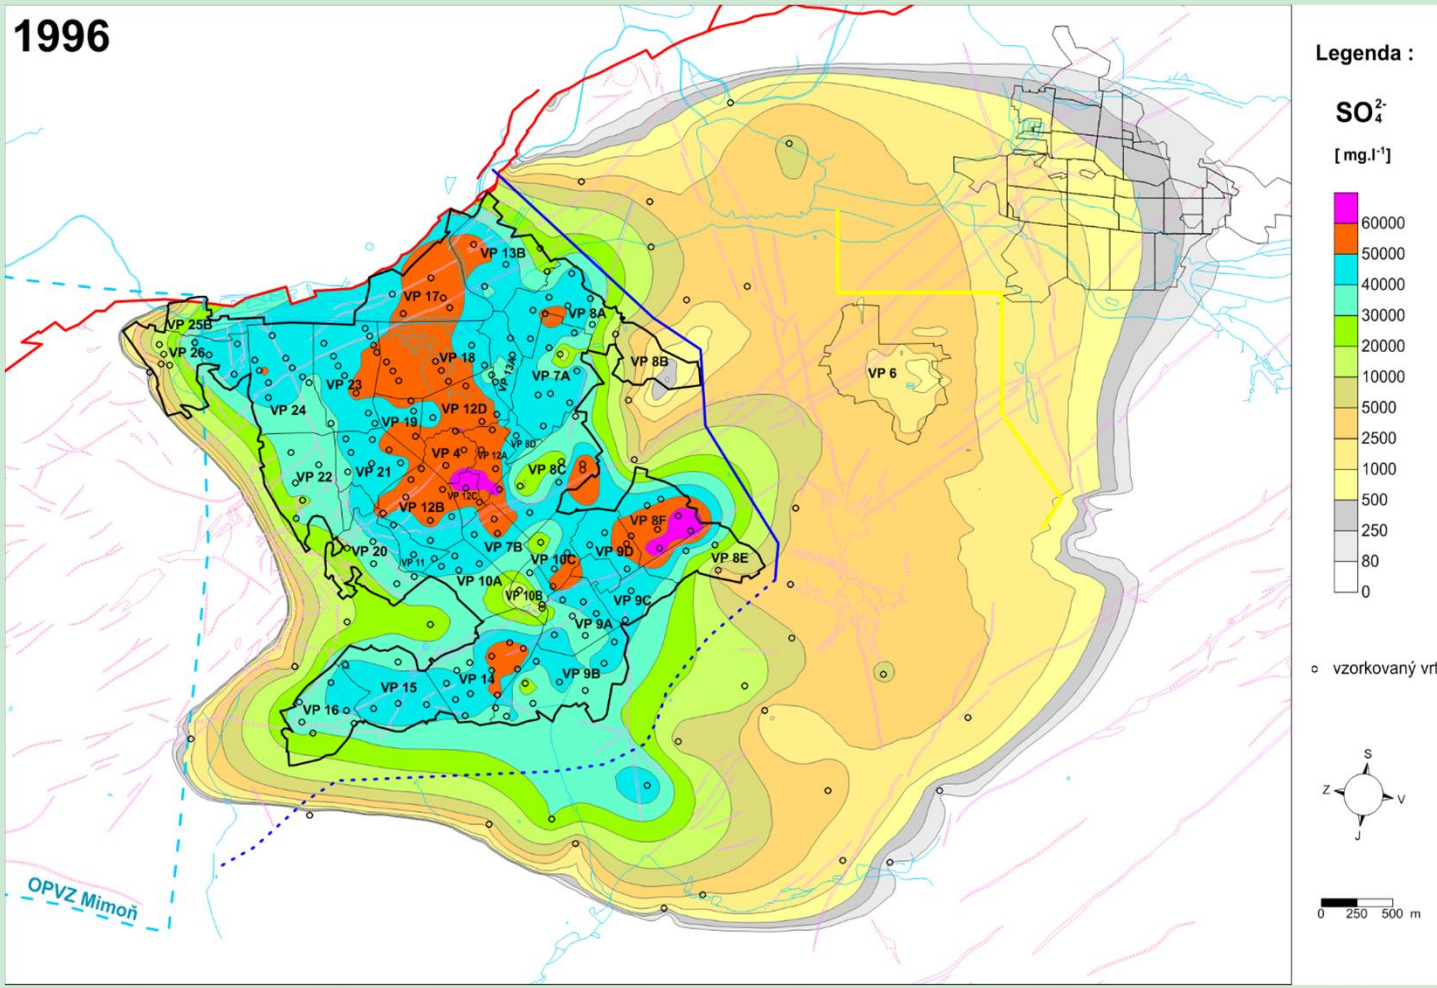 1996
Legenda :
SO₄²⁻
[ mg.l⁻¹]
60000
50000
40000
30000
20000
10000
5000
2500
1000
500
250
80
0
vzorkovaný vrt
S
Z
V
J
0 250 500 m
OPVZ Mimoň
VP 13B
VP 17
VP 8A
VP 25B
VP 26
VP 18
VP 13A
VP 7A
VP 8B
VP 6
VP 23
VP 24
VP 12D
VP 19
VP 8D
VP 4
VP 12A
VP 21
VP 8C
VP 22
VP 12C
VP 12B
VP 8F
VP 20
VP 7B
VP 9D
VP 11
VP 10C
VP 8E
VP 10A
VP 10B
VP 9C
VP 9A
VP 14
VP 9B
VP 15
VP 16